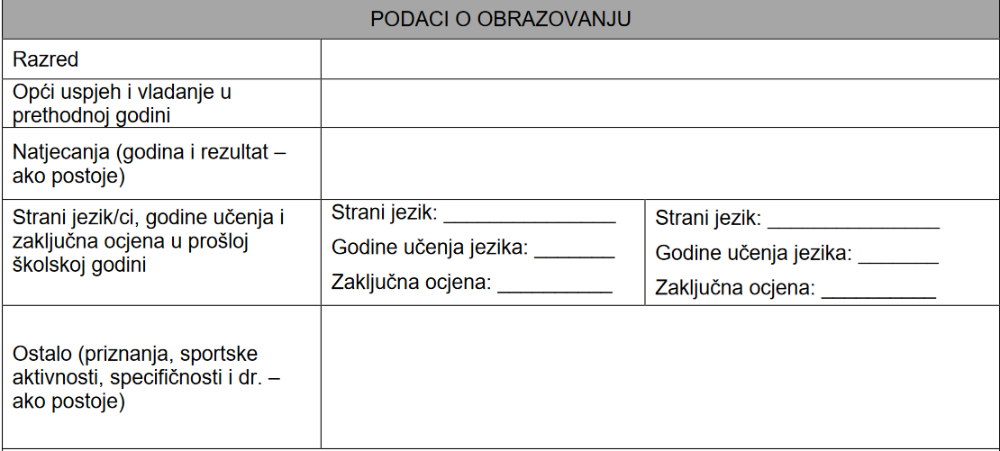 PODACI O OBRAZOVANJU
Razred
Opći uspjeh i vladanje u
prethodnoj godini
Natjecanja (godina i rezultat –
ako postoje)
Strani jezik/ci, godine učenja i
zaključna ocjena u prošloj
školskoj godini
Strani jezik: _______________
Godine učenja jezika: _______
Zaključna ocjena: __________
Strani jezik: _______________
Godine učenja jezika: _______
Zaključna ocjena: __________
Ostalo (priznanja, sportske
aktivnosti, specifičnosti i dr. –
ako postoje)